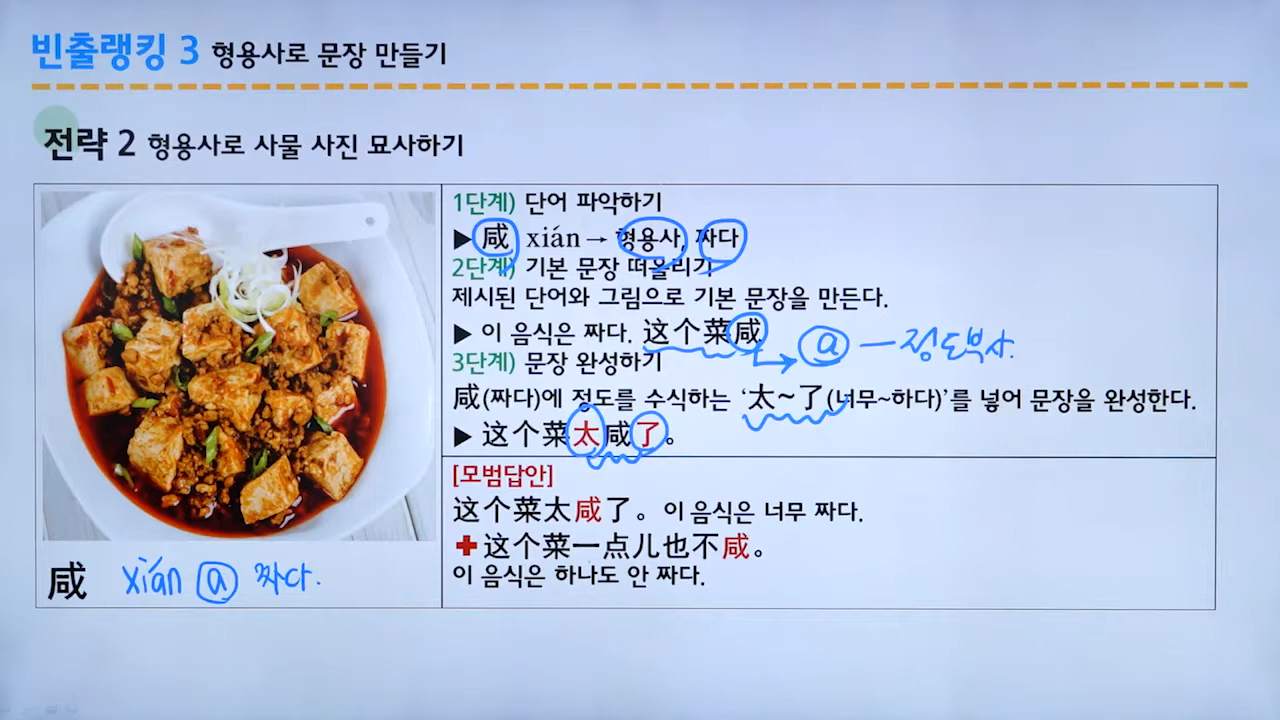 빈출랭킹 3 형용사로 문장 만들기
전략 2 형용사로 사물 사진 묘사하기
咸 xián ⓐ 짜다.
1단계) 단어 파악하기
▶ 咸 xián → 형용사, 짜다
2단계) 기본 문장 떠올리기
제시된 단어와 그림으로 기본 문장을 만든다.
▶ 이 음식은 짜다. 这个菜咸 ⓐ — 정도부사.
3단계) 문장 완성하기
咸(짜다)에 정도를 수식하는 ‘太~了(너무~하다)’를 넣어 문장을 완성한다.
▶ 这个菜太咸了。
[모범답안]
这个菜太咸了。이 음식은 너무 짜다.
✚ 这个菜一点儿也不咸。
이 음식은 하나도 안 짜다.